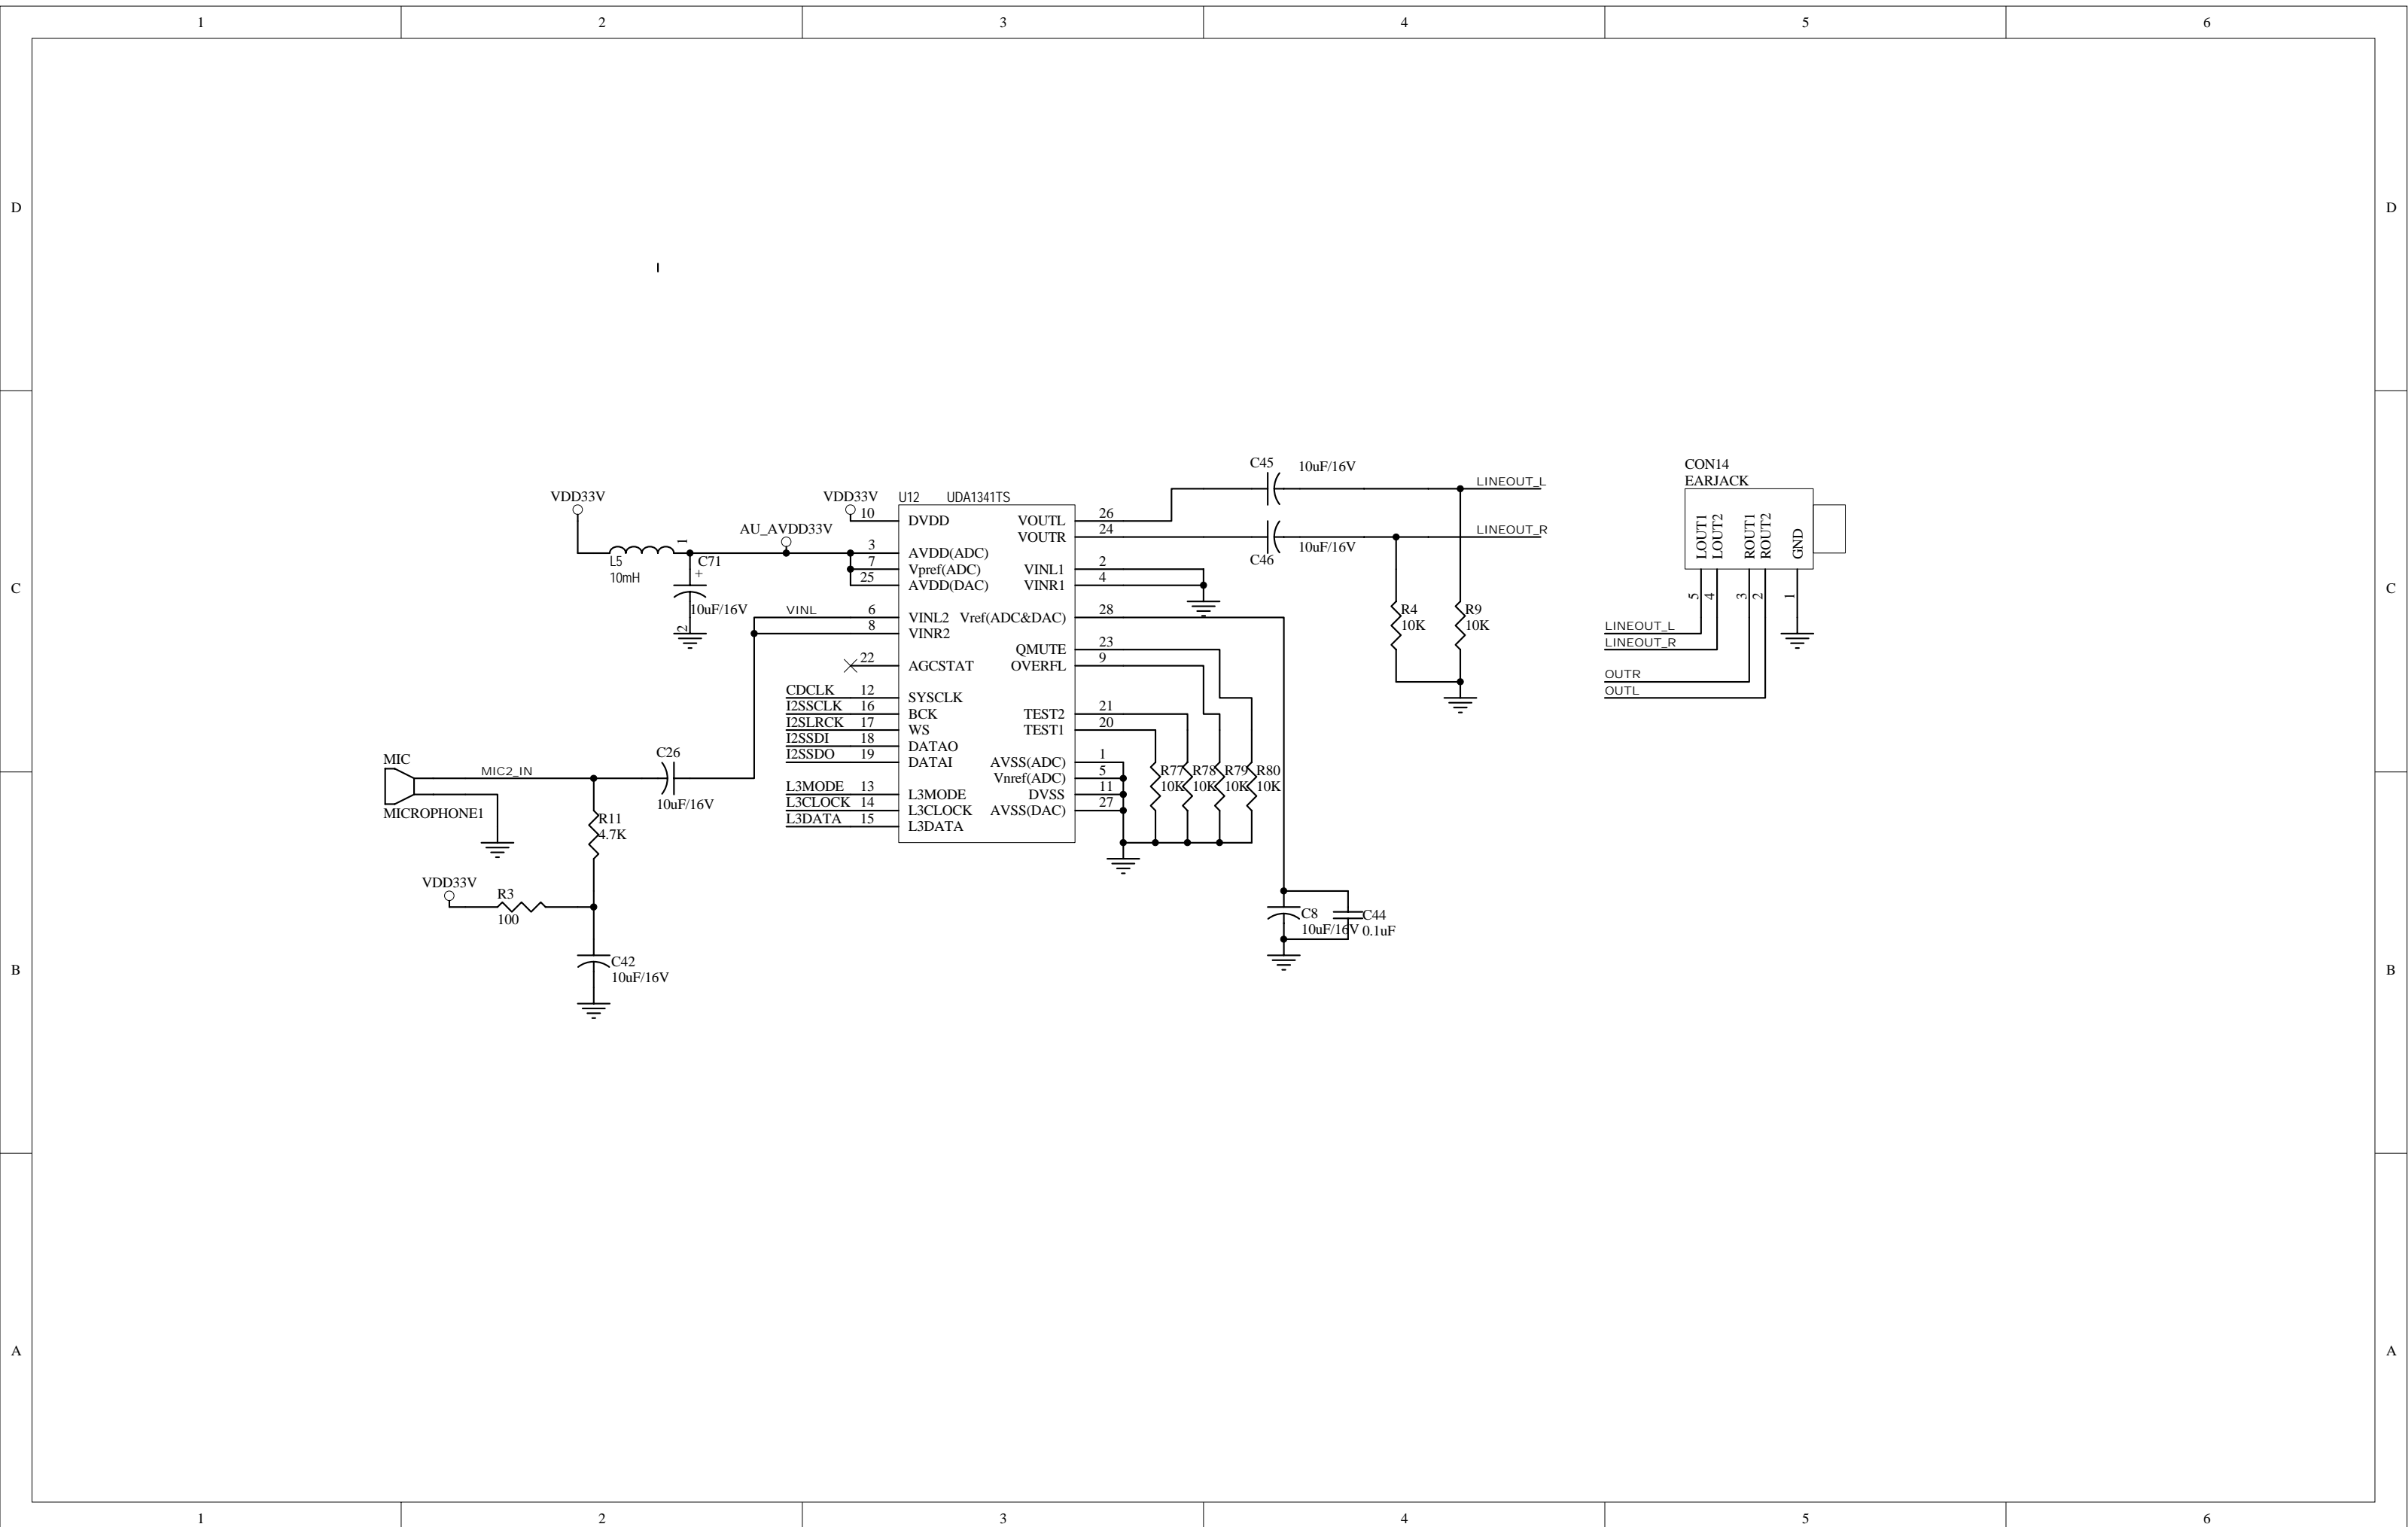 1 2 3 4 5 6
D D
C45 10uF/16V
CON14
EARJACK
VDD33V
VDD33V
U12 UDA1341TS
LINEOUT_L
10 DVDD VOUTL 26
AU_AVDD33V
VOUTR 24
LINEOUT_R
LOUT1
LOUT2
ROUT1
ROUT2
GND
1
L5
10mH
C71
+
10uF/16V
2
3 AVDD(ADC)
7 Vpref(ADC) VINL1 2
25 AVDD(DAC) VINR1 4
C46 10uF/16V
C C
5
4
3
2
1
VINL 6 VINL2 Vref(ADC&DAC) 28
8 VINR2
R4
10K
R9
10K
LINEOUT_L
LINEOUT_R
OUTR
OUTL
QMUTE 23
22 AGCSTAT OVERFL 9
CDCLK 12 SYSCLK
I2SSCLK 16 BCK TEST2 21
I2SLRCK 17 WS TEST1 20
I2SSDI 18 DATAO
I2SSDO 19 DATAI AVSS(ADC) 1
Vnref(ADC) 5
L3MODE 13 L3MODE DVSS 11
L3CLOCK 14 L3CLOCK AVSS(DAC) 27
L3DATA 15 L3DATA
R77 R78 R79 R80
10K 10K 10K 10K
MIC
MIC2_IN
MICROPHONE1
C26
10uF/16V
R11
4.7K
VDD33V
R3
100
C8
10uF/16V
C44
0.1uF
C42
10uF/16V
B B
A A
1 2 3 4 5 6